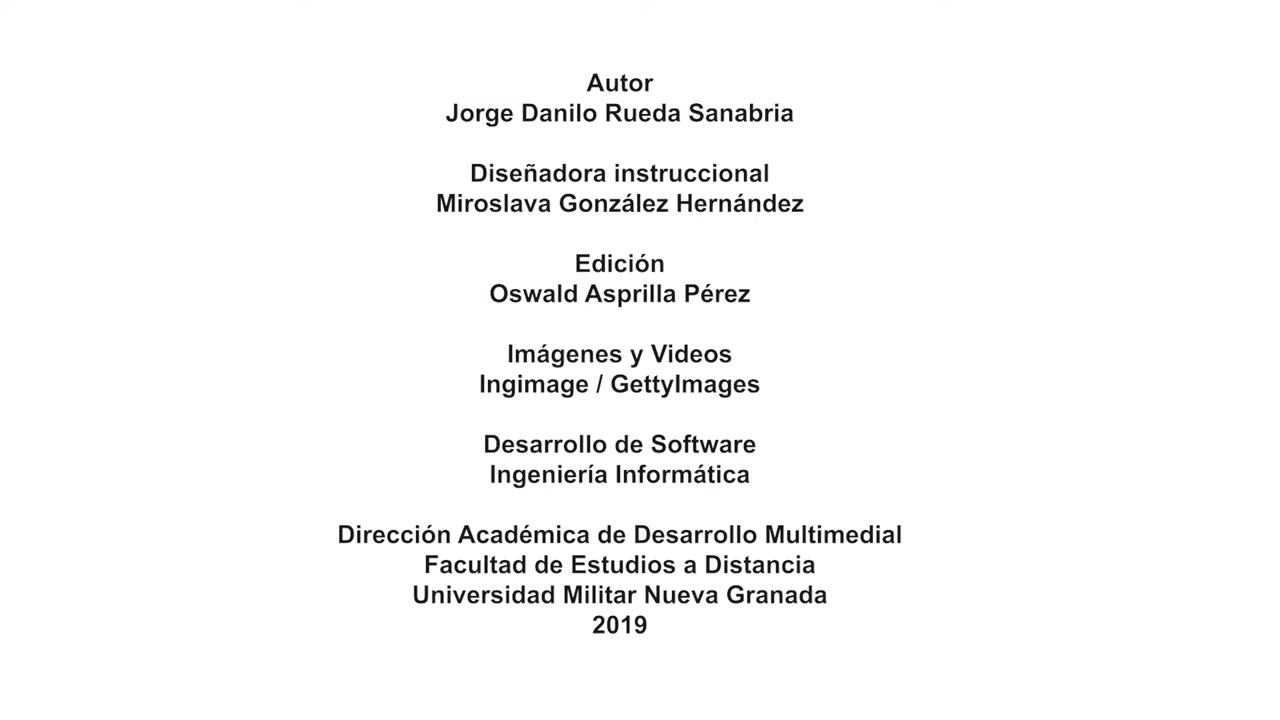 Autor
Jorge Danilo Rueda Sanabria
Diseñadora instruccional
Miroslava González Hernández
Edición
Oswald Asprilla Pérez
Imágenes y Videos
Ingimage / GettyImages
Desarrollo de Software
Ingeniería Informática
Dirección Académica de Desarrollo Multimedial
Facultad de Estudios a Distancia
Universidad Militar Nueva Granada
2019